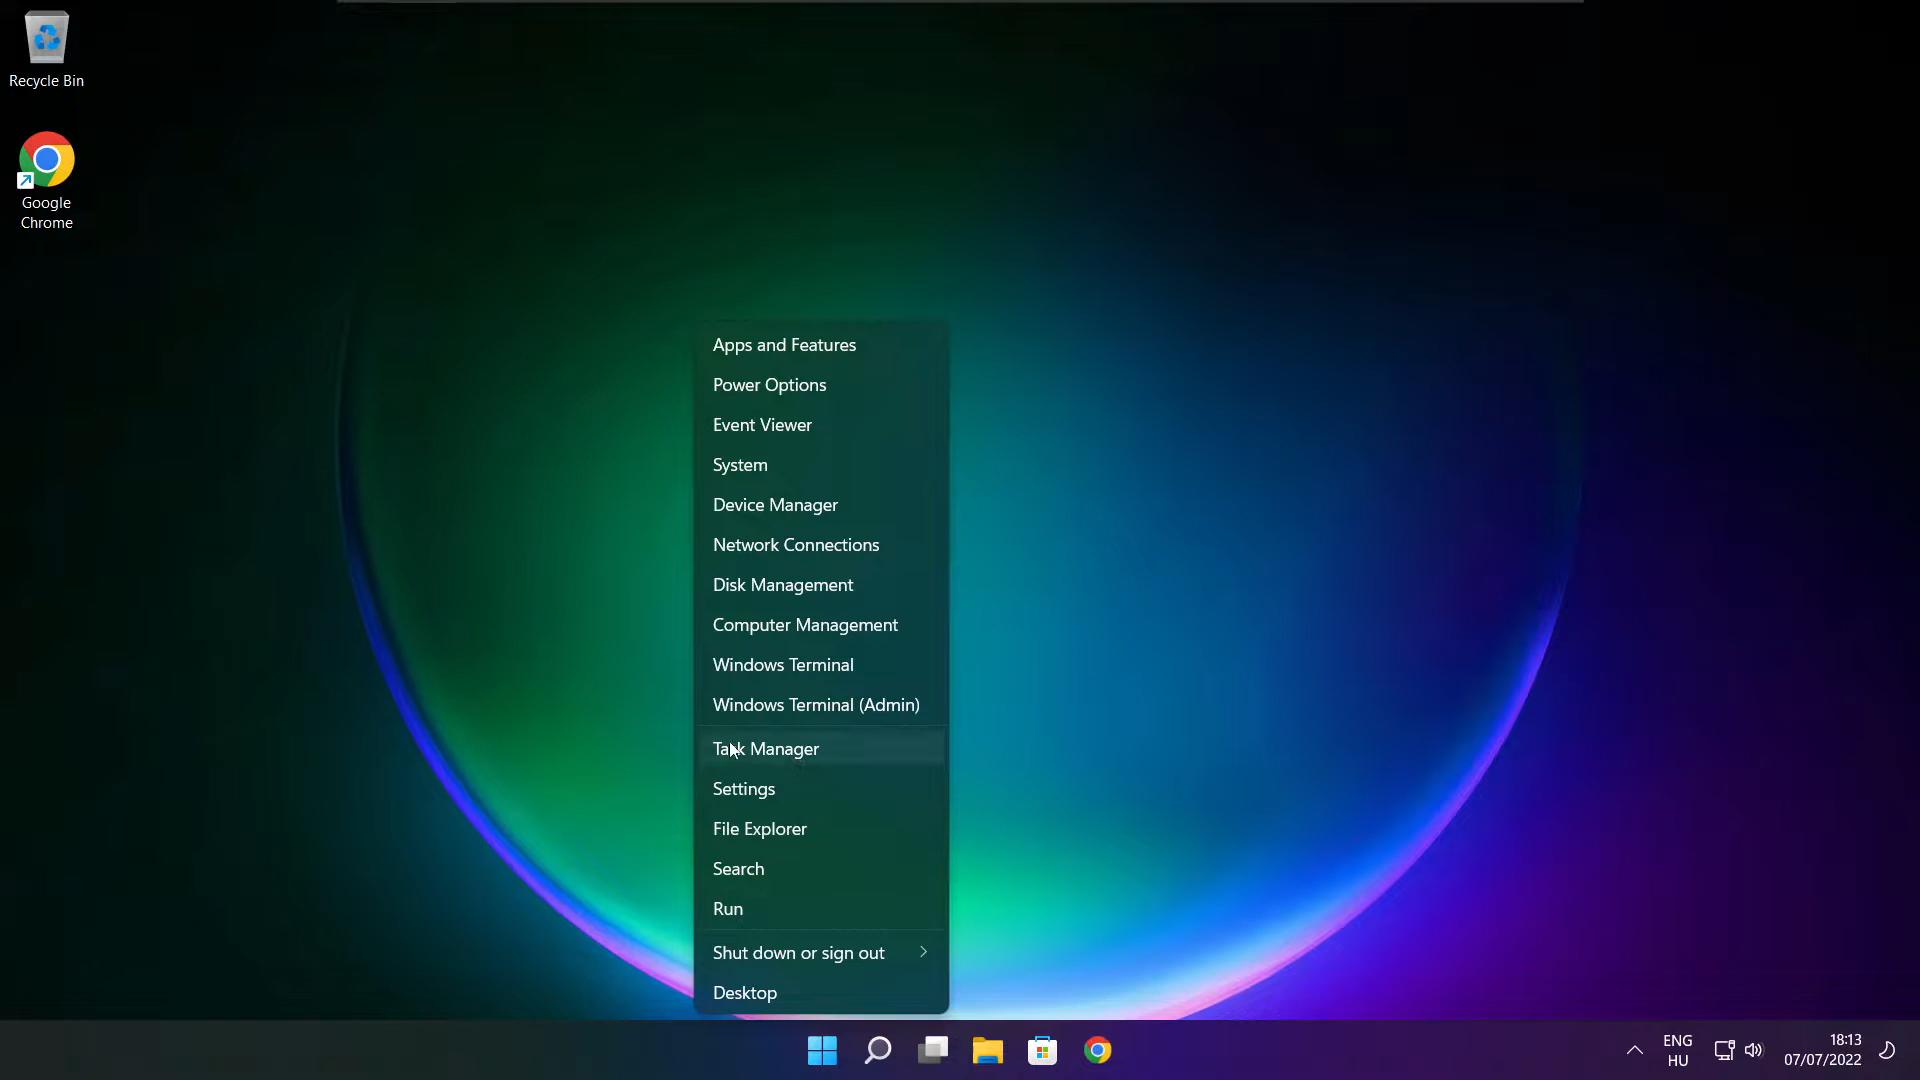 Recycle Bin
Google
Chrome
Apps and Features
Power Options
Event Viewer
System
Device Manager
Network Connections
Disk Management
Computer Management
Windows Terminal
Windows Terminal (Admin)
Task Manager
Settings
File Explorer
Search
Run
Shut down or sign out
Desktop
ENG
HU
18:13
07/07/2022